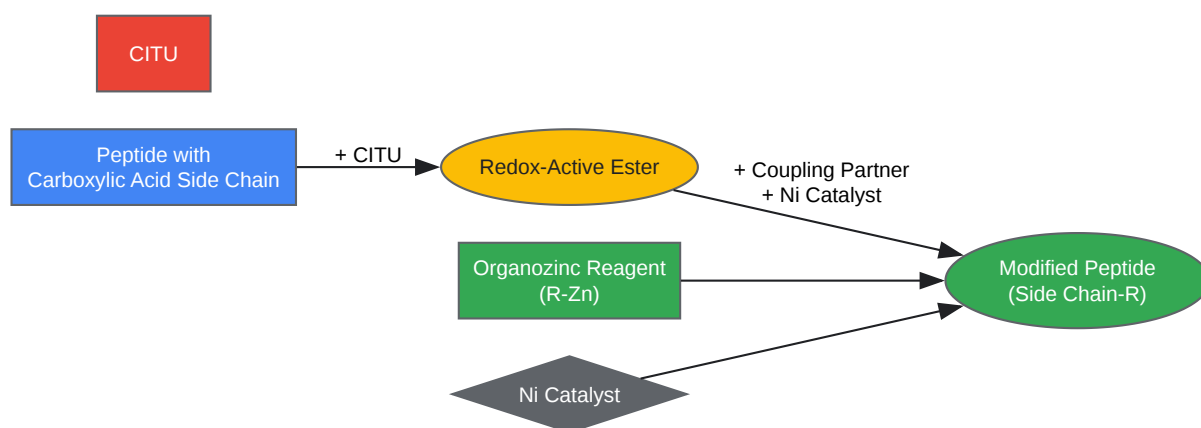 CITU
Peptide with
Carboxylic Acid Side Chain
+ CITU
Redox-Active Ester
+ Coupling Partner
+ Ni Catalyst
Organozinc Reagent
(R-Zn)
Modified Peptide
(Side Chain-R)
Ni Catalyst